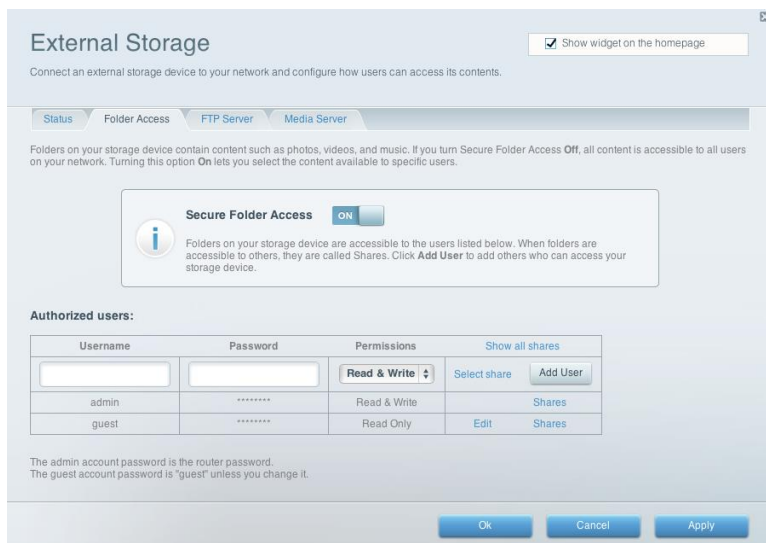 External Storage
Show widget on the homepage
Connect an external storage device to your network and configure how users can access its contents.
Status Folder Access FTP Server Media Server
Folders on your storage device contain content such as photos, videos, and music. If you turn Secure Folder Access Off, all content is accessible to all users
on your network. Turning this option On lets you select the content available to specific users.
Secure Folder Access ON
Folders on your storage device are accessible to the users listed below. When folders are
accessible to others, they are called Shares. Click Add User to add others who can access your
storage device.
Authorized users:
Username Password Permissions Show all shares
Read & Write Select share Add User
admin ******** Read & Write Shares
guest ******** Read Only Edit Shares
The admin account password is the router password.
The guest account password is "guest" unless you change it.
Ok Cancel Apply